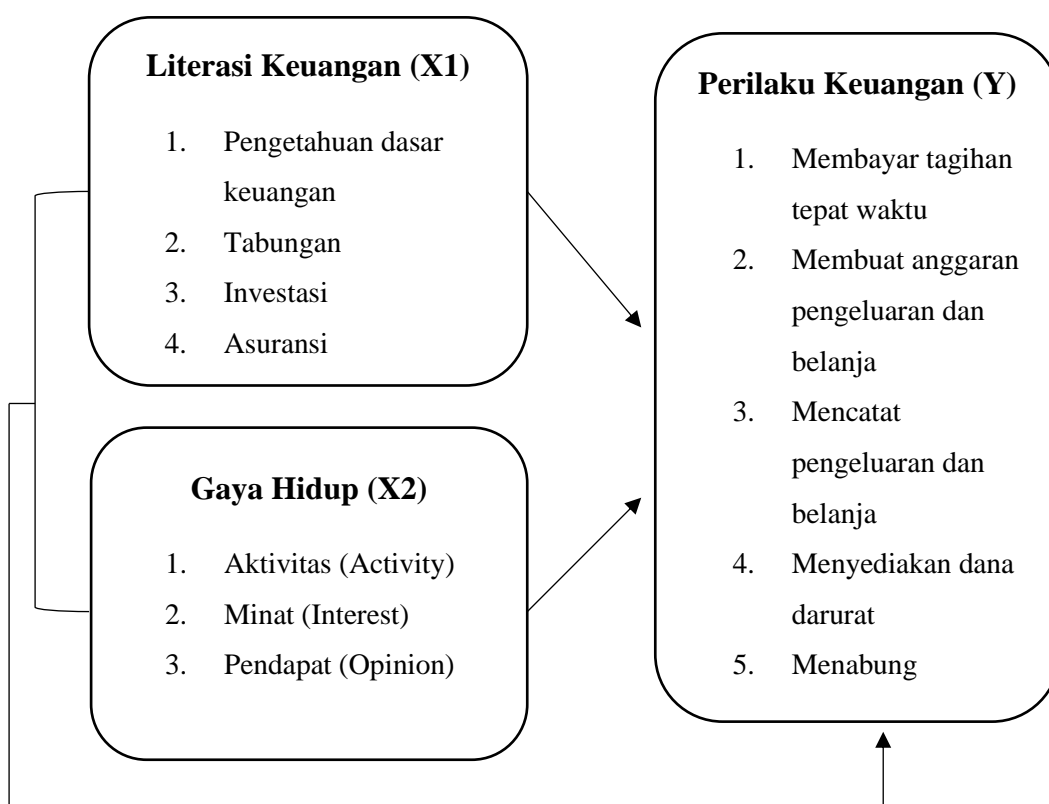 Literasi Keuangan (X1)
1. Pengetahuan dasar
keuangan
2. Tabungan
3. Investasi
4. Asuransi
Gaya Hidup (X2)
1. Aktivitas (Activity)
2. Minat (Interest)
3. Pendapat (Opinion)
Perilaku Keuangan (Y)
1. Membayar tagihan
tepat waktu
2. Membuat anggaran
pengeluaran dan
belanja
3. Mencatat
pengeluaran dan
belanja
4. Menyediakan dana
darurat
5. Menabung